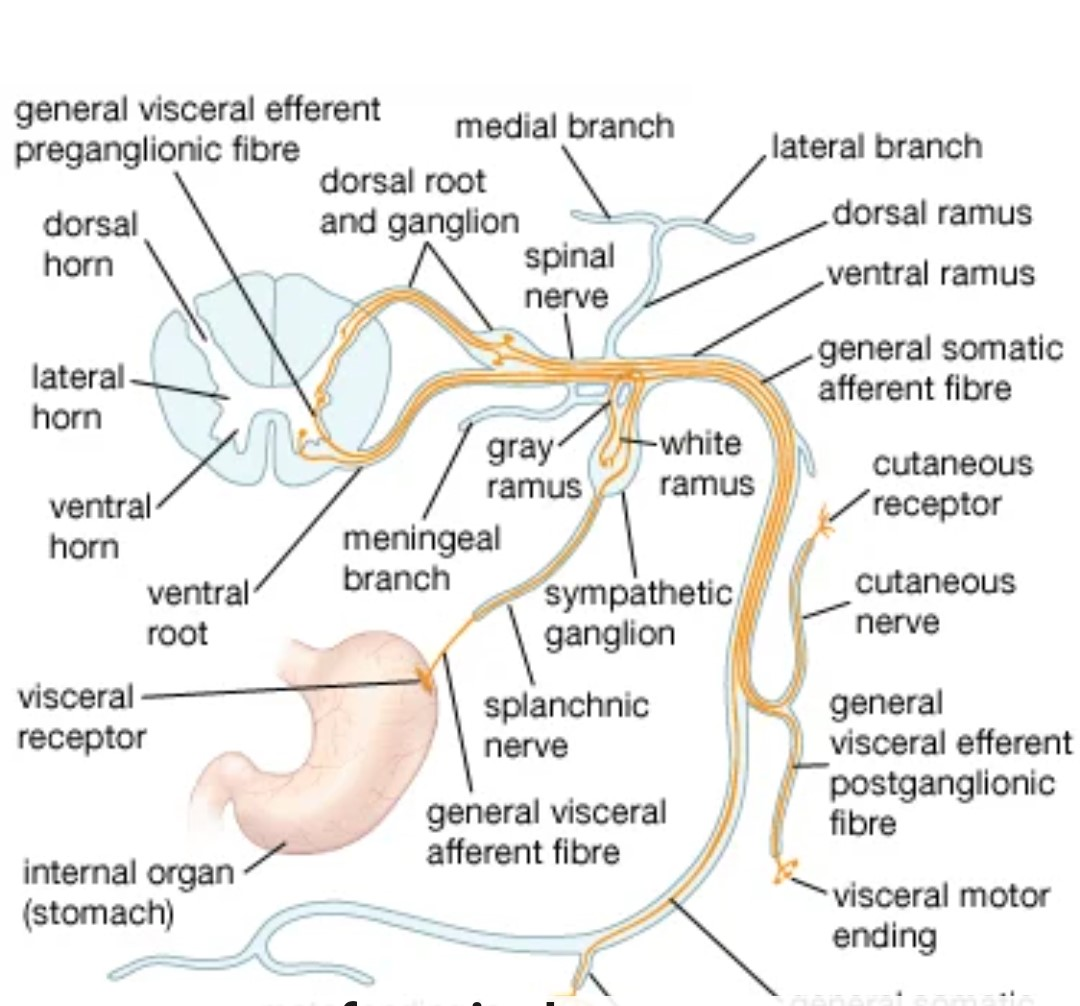 general visceral efferent
preganglionic fibre
medial branch
lateral branch
dorsal root
and ganglion
dorsal
horn
spinal
nerve
dorsal ramus
ventral ramus
general somatic
afferent fibre
lateral
horn
gray
ramus
white
ramus
cutaneous
receptor
ventral
horn
meningeal
branch
ventral
root
sympathetic
ganglion
cutaneous
nerve
visceral
receptor
splanchnic
nerve
general
visceral efferent
postganglionic
fibre
general visceral
afferent fibre
internal organ
(stomach)
visceral motor
ending
general somatic